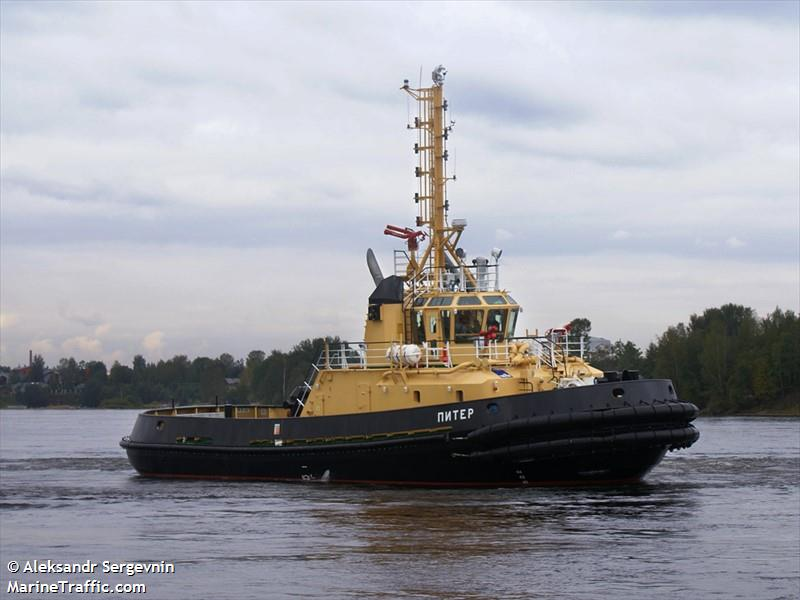 ПИТЕР
© Aleksandr Sergevnin
MarineTraffic.com